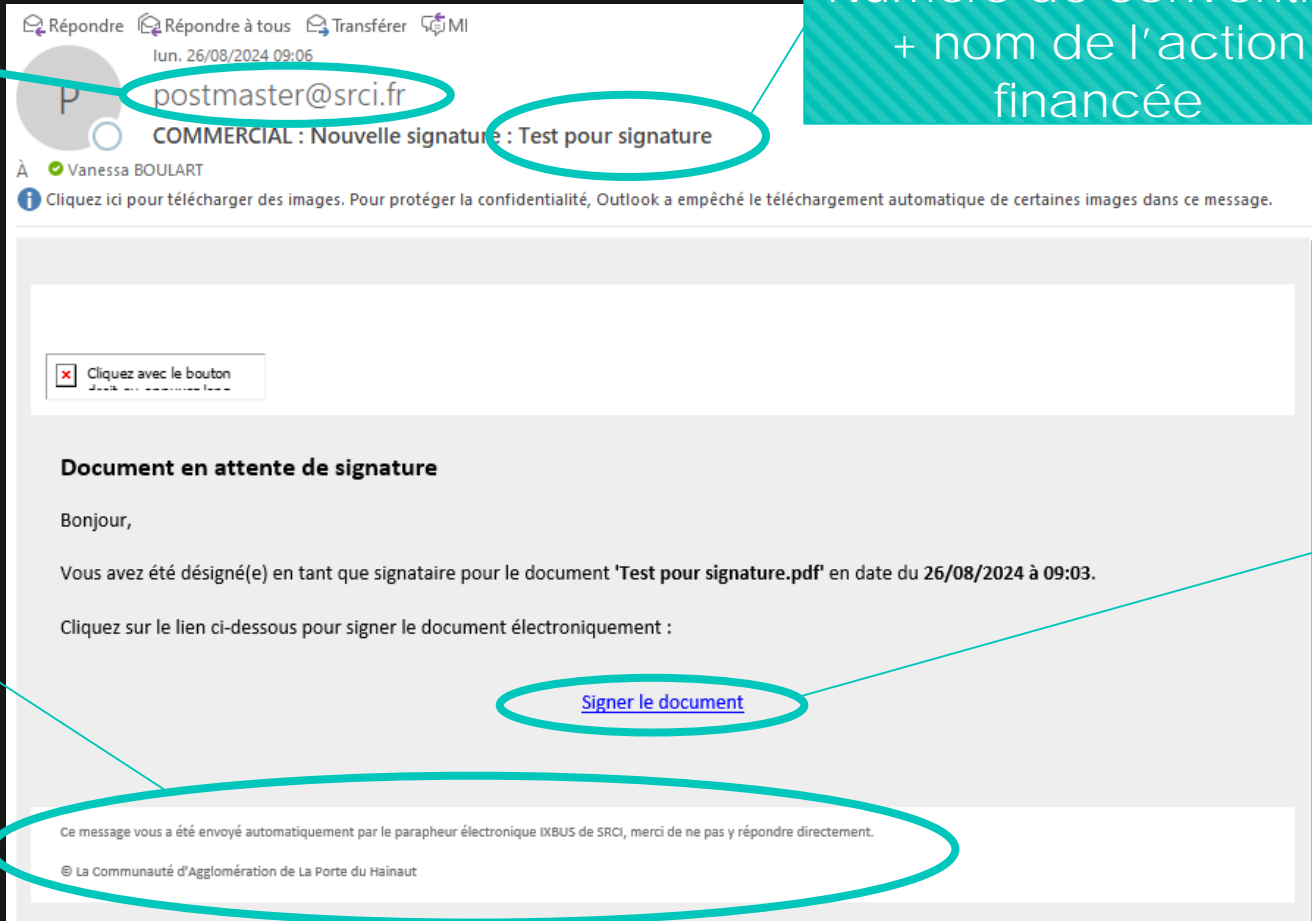 Répondre Répondre à tous Transférer MI
lun. 26/08/2024 09:06
+ nom de l'action
financée
P
postmaster@srci.fr
COMMERCIAL : Nouvelle signature : Test pour signature
À Vanessa BOULART
Cliquez ici pour télécharger des images. Pour protéger la confidentialité, Outlook a empêché le téléchargement automatique de certaines images dans ce message.
Cliquez avec le bouton
Document en attente de signature
Bonjour,
Vous avez été désigné(e) en tant que signataire pour le document 'Test pour signature.pdf' en date du 26/08/2024 à 09:03.
Cliquez sur le lien ci-dessous pour signer le document électroniquement :
Signer le document
Ce message vous a été envoyé automatiquement par le parapheur électronique IXBUS de SRCI, merci de ne pas y répondre directement.
© La Communauté d'Agglomération de La Porte du Hainaut